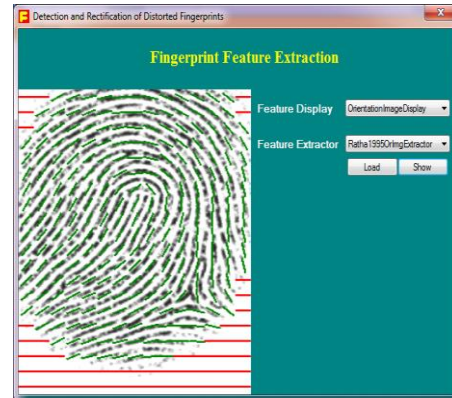 Detection and Rectification of Distorted Fingerprints
Fingerprint Feature Extraction
Feature Display OrientationImageDisplay
Feature Extractor Ratha1995OrImgExtractor
Load Show